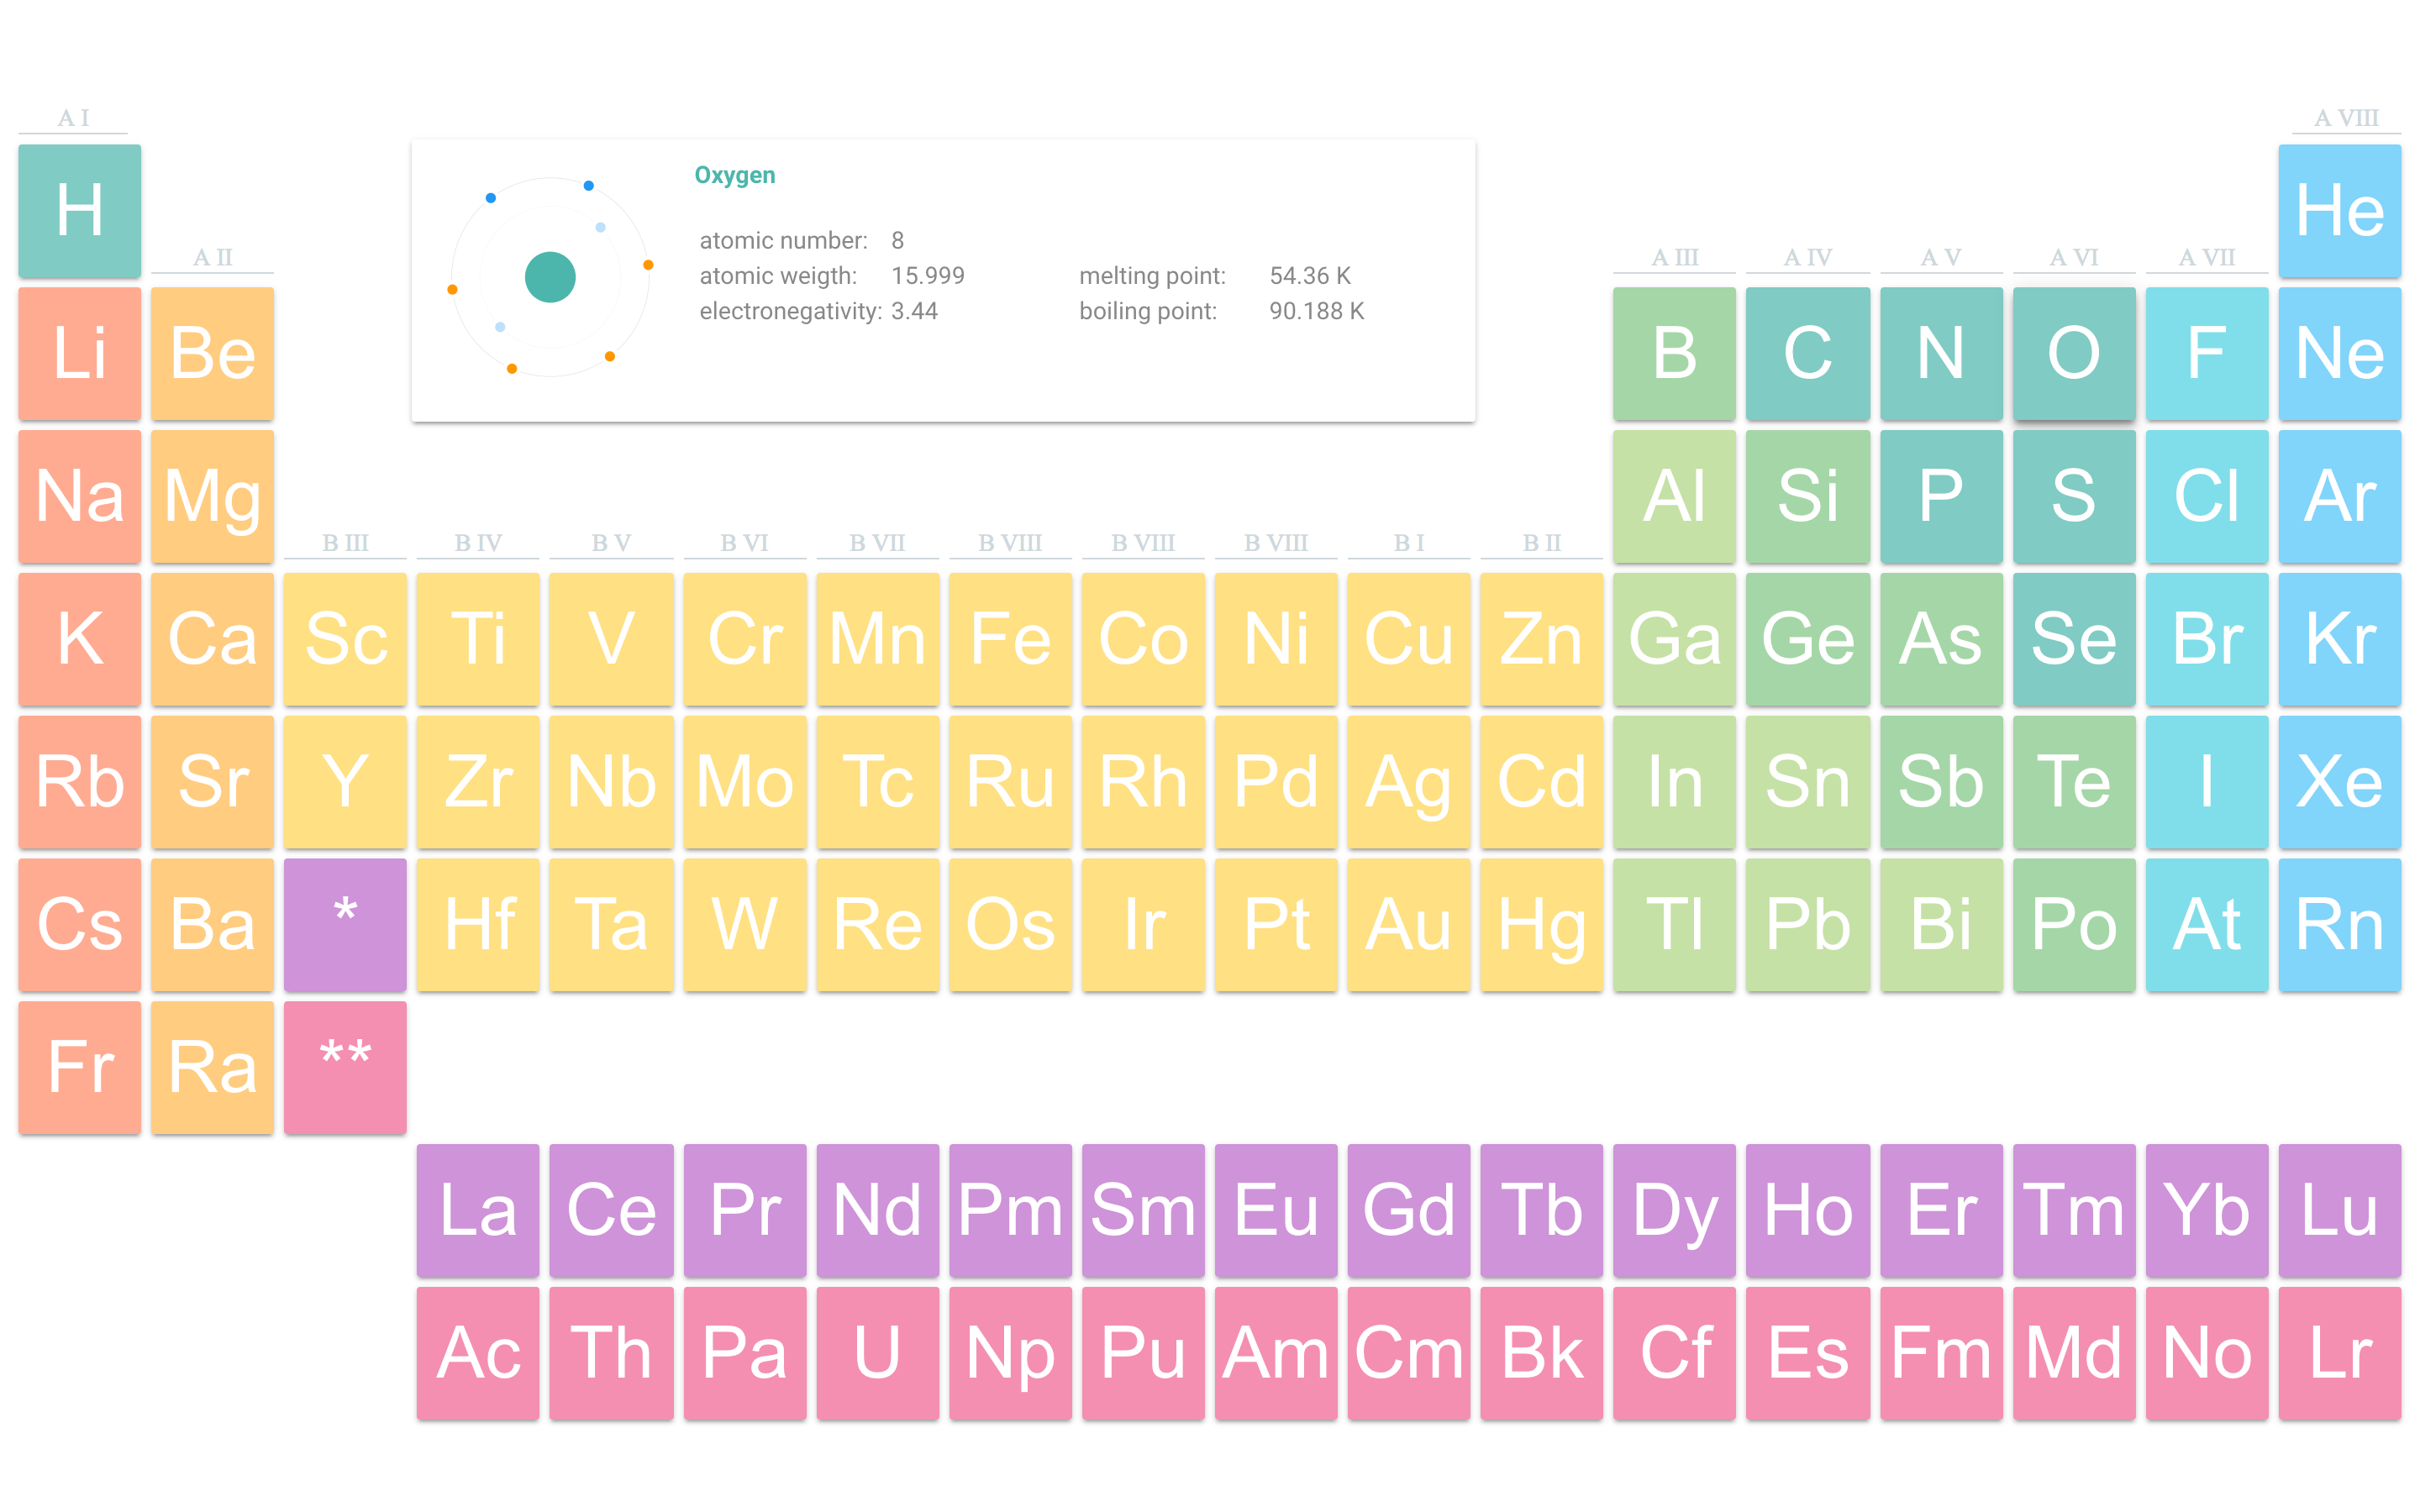 A I
A VIII
H
He
Oxygen
atomic number: 8
atomic weigth: 15.999
melting point: 54.36 K
electronegativity: 3.44
boiling point: 90.188 K
A II
A III
A IV
A V
A VI
A VII
Li Be B C N O F Ne
Na Mg Al Si P S Cl Ar
B III B IV B V B VI B VII B VIII B VIII B VIII B I B II
K Ca Sc Ti V Cr Mn Fe Co Ni Cu Zn Ga Ge As Se Br Kr
Rb Sr Y Zr Nb Mo Tc Ru Rh Pd Ag Cd In Sn Sb Te I Xe
Cs Ba * Hf Ta W Re Os Ir Pt Au Hg Tl Pb Bi Po At Rn
Fr Ra **
La Ce Pr Nd Pm Sm Eu Gd Tb Dy Ho Er Tm Yb Lu
Ac Th Pa U Np Pu Am Cm Bk Cf Es Fm Md No Lr